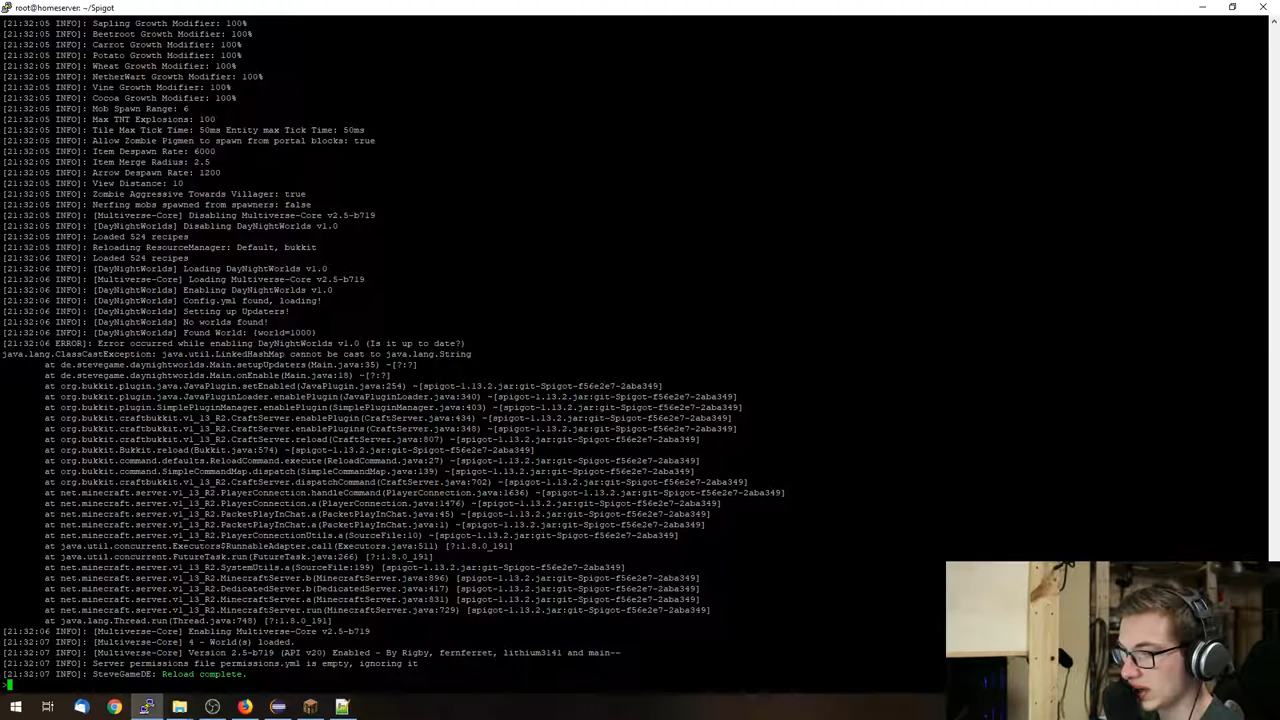 root@homeserver: ~/Spigot
[21:32:05 INFO]: Sapling Growth Modifier: 100%
[21:32:05 INFO]: Beetroot Growth Modifier: 100%
[21:32:05 INFO]: Carrot Growth Modifier: 100%
[21:32:05 INFO]: Potato Growth Modifier: 100%
[21:32:05 INFO]: Wheat Growth Modifier: 100%
[21:32:05 INFO]: NetherWart Growth Modifier: 100%
[21:32:05 INFO]: Vine Growth Modifier: 100%
[21:32:05 INFO]: Cocoa Growth Modifier: 100%
[21:32:05 INFO]: Mob Spawn Range: 6
[21:32:05 INFO]: Max TNT Explosions: 100
[21:32:05 INFO]: Tile Max Tick Time: 50ms Entity max Tick Time: 50ms
[21:32:05 INFO]: Allow Zombie Pigmen to spawn from portal blocks: true
[21:32:05 INFO]: Item Despawn Rate: 6000
[21:32:05 INFO]: Item Merge Radius: 2.5
[21:32:05 INFO]: Arrow Despawn Rate: 1200
[21:32:05 INFO]: View Distance: 10
[21:32:05 INFO]: Zombie Aggressive Towards Villager: true
[21:32:05 INFO]: Nerfing mobs spawned from spawners: false
[21:32:05 INFO]: [Multiverse-Core] Disabling Multiverse-Core v2.5-b719
[21:32:05 INFO]: [DayNightWorlds] Disabling DayNightWorlds v1.0
[21:32:05 INFO]: Loaded 524 recipes
[21:32:05 INFO]: Reloading ResourceManager: Default, bukkit
[21:32:06 INFO]: Loaded 524 recipes
[21:32:06 INFO]: [DayNightWorlds] Loading DayNightWorlds v1.0
[21:32:06 INFO]: [Multiverse-Core] Loading Multiverse-Core v2.5-b719
[21:32:06 INFO]: [DayNightWorlds] Enabling DayNightWorlds v1.0
[21:32:06 INFO]: [DayNightWorlds] Config.yml found, loading!
[21:32:06 INFO]: [DayNightWorlds] Setting up Updaters!
[21:32:06 INFO]: [DayNightWorlds] No worlds found!
[21:32:06 INFO]: [DayNightWorlds] Found World: {world=1000}
[21:32:06 ERROR]: Error occurred while enabling DayNightWorlds v1.0 (Is it up to date?)
java.lang.ClassCastException: java.util.LinkedHashMap cannot be cast to java.lang.String
at de.stevegame.daynightworlds.Main.setupUpdaters(Main.java:35) ~[?:?]
at de.stevegame.daynightworlds.Main.onEnable(Main.java:18) ~[?:?]
at org.bukkit.plugin.java.JavaPlugin.setEnabled(JavaPlugin.java:254) ~[spigot-1.13.2.jar:git-Spigot-f56e2e7-2aba349]
at org.bukkit.plugin.java.JavaPluginLoader.enablePlugin(JavaPluginLoader.java:340) ~[spigot-1.13.2.jar:git-Spigot-f56e2e7-2aba349]
at org.bukkit.plugin.SimplePluginManager.enablePlugin(SimplePluginManager.java:403) ~[spigot-1.13.2.jar:git-Spigot-f56e2e7-2aba349]
at org.bukkit.craftbukkit.v1_13_R2.CraftServer.enablePlugin(CraftServer.java:434) ~[spigot-1.13.2.jar:git-Spigot-f56e2e7-2aba349]
at org.bukkit.craftbukkit.v1_13_R2.CraftServer.enablePlugins(CraftServer.java:348) ~[spigot-1.13.2.jar:git-Spigot-f56e2e7-2aba349]
at org.bukkit.craftbukkit.v1_13_R2.CraftServer.reload(CraftServer.java:807) ~[spigot-1.13.2.jar:git-Spigot-f56e2e7-2aba349]
at org.bukkit.Bukkit.reload(Bukkit.java:574) ~[spigot-1.13.2.jar:git-Spigot-f56e2e7-2aba349]
at org.bukkit.command.defaults.ReloadCommand.execute(ReloadCommand.java:27) ~[spigot-1.13.2.jar:git-Spigot-f56e2e7-2aba349]
at org.bukkit.command.SimpleCommandMap.dispatch(SimpleCommandMap.java:139) ~[spigot-1.13.2.jar:git-Spigot-f56e2e7-2aba349]
at org.bukkit.craftbukkit.v1_13_R2.CraftServer.dispatchCommand(CraftServer.java:702) ~[spigot-1.13.2.jar:git-Spigot-f56e2e7-2aba349]
at net.minecraft.server.v1_13_R2.PlayerConnection.handleCommand(PlayerConnection.java:1636) ~[spigot-1.13.2.jar:git-Spigot-f56e2e7-2aba349]
at net.minecraft.server.v1_13_R2.PlayerConnection.a(PlayerConnection.java:1476) ~[spigot-1.13.2.jar:git-Spigot-f56e2e7-2aba349]
at net.minecraft.server.v1_13_R2.PacketPlayInChat.a(PacketPlayInChat.java:45) ~[spigot-1.13.2.jar:git-Spigot-f56e2e7-2aba349]
at net.minecraft.server.v1_13_R2.PacketPlayInChat.a(PacketPlayInChat.java:1) ~[spigot-1.13.2.jar:git-Spigot-f56e2e7-2aba349]
at net.minecraft.server.v1_13_R2.PlayerConnectionUtils.a(SourceFile:10) ~[spigot-1.13.2.jar:git-Spigot-f56e2e7-2aba349]
at java.util.concurrent.Executors$RunnableAdapter.call(Executors.java:511) [?:1.8.0_191]
at java.util.concurrent.FutureTask.run(FutureTask.java:266) [?:1.8.0_191]
at net.minecraft.server.v1_13_R2.SystemUtils.a(SourceFile:199) [spigot-1.13.2.jar:git-Spigot-f56e2e7-2aba349]
at net.minecraft.server.v1_13_R2.MinecraftServer.b(MinecraftServer.java:896) [spigot-1.13.2.jar:git-Spigot-f56e2e7-2aba349]
at net.minecraft.server.v1_13_R2.DedicatedServer.b(DedicatedServer.java:417) [spigot-1.13.2.jar:git-Spigot-f56e2e7-2aba349]
at net.minecraft.server.v1_13_R2.MinecraftServer.a(MinecraftServer.java:831) [spigot-1.13.2.jar:git-Spigot-f56e2e7-2aba349]
at net.minecraft.server.v1_13_R2.MinecraftServer.run(MinecraftServer.java:729) [spigot-1.13.2.jar:git-Spigot-f56e2e7-2aba349]
at java.lang.Thread.run(Thread.java:748) [?:1.8.0_191]
[21:32:06 INFO]: [Multiverse-Core] Enabling Multiverse-Core v2.5-b719
[21:32:07 INFO]: [Multiverse-Core] 4 - World(s) loaded.
[21:32:07 INFO]: [Multiverse-Core] Version 2.5-b719 (API v20) Enabled - By Rigby, fernferret, lithium3141 and main--
[21:32:07 INFO]: Server permissions file permissions.yml is empty, ignoring it
[21:32:07 INFO]: SteveGameDE: Reload complete.
>